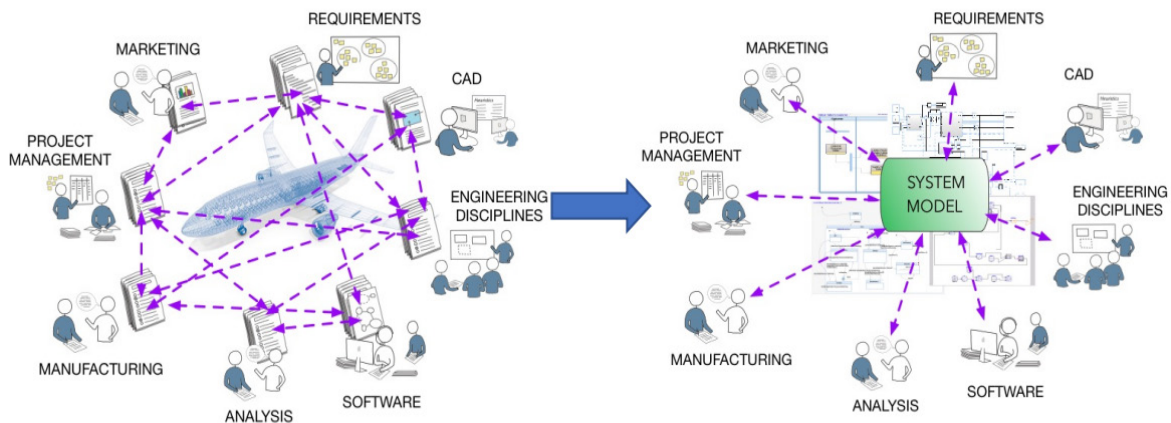 REQUIREMENTS
MARKETING
CAD
PROJECT
MANAGEMENT
ENGINEERING
DISCIPLINES
MANUFACTURING
ANALYSIS
SOFTWARE
REQUIREMENTS
MARKETING
CAD
PROJECT
MANAGEMENT
SYSTEM
MODEL
ENGINEERING
DISCIPLINES
MANUFACTURING
ANALYSIS
SOFTWARE